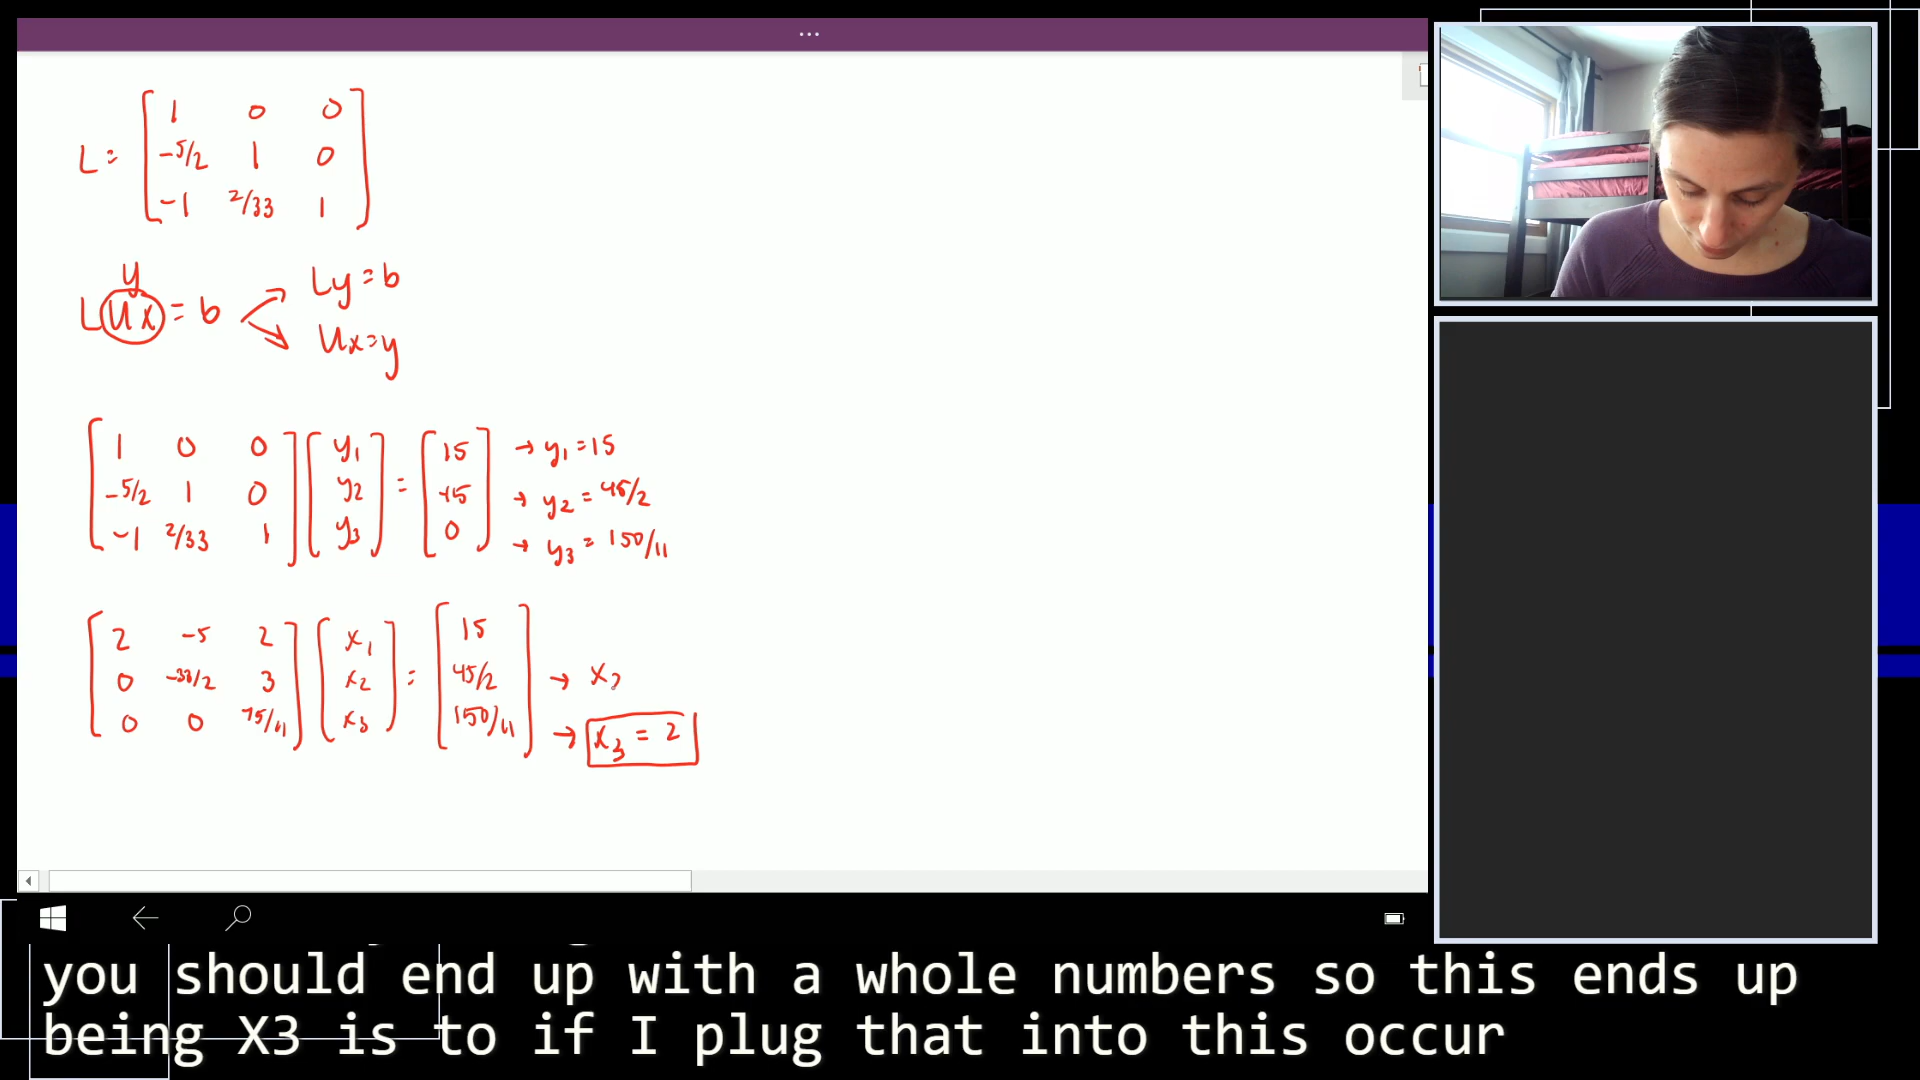 ...
L = [ 1 0 0
-5/2 1 0
-1 2/33 1 ]
y
LUx = b → Ly = b
→ Ux = y
[ 1 0 0 ] [ y1 ] = [ 15 ] → y1 = 15
[ -5/2 1 0 ] [ y2 ] = [ -15 ] → y2 = 45/2
[ -1 2/33 1 ] [ y3 ] = [ 0 ] → y3 = 150/11
[ 2 -5 2 ] [ x1 ] = [ 15 ]
[ 0 -33/2 3 ] [ x2 ] = [ 45/2 ] → x2
[ 0 0 75/11 ] [ x3 ] = [ 150/11 ] → x3 = 2
you should end up with a whole numbers so this ends up
being X3 is to if I plug that into this occur